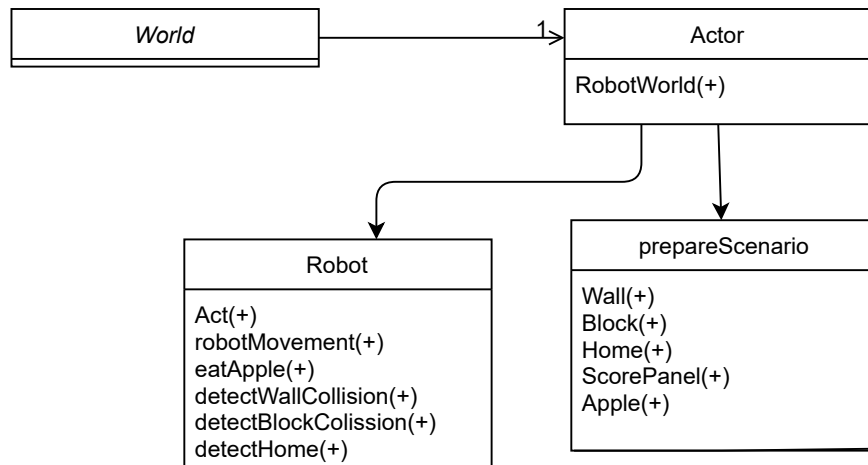 World
1
Actor
RobotWorld(+)
Robot
Act(+)
robotMovement(+)
eatApple(+)
detectWallCollision(+)
detectBlockColission(+)
detectHome(+)
prepareScenario
Wall(+)
Block(+)
Home(+)
ScorePanel(+)
Apple(+)